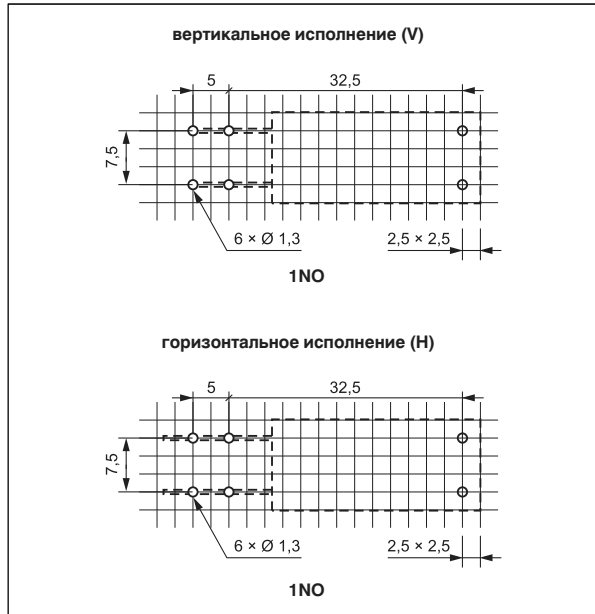 вертикальное исполнение (V)
5 32,5
7,5
6 × Ø 1,3 2,5 × 2,5
1NO
горизонтальное исполнение (H)
5 32,5
7,5
6 × Ø 1,3 2,5 × 2,5
1NO